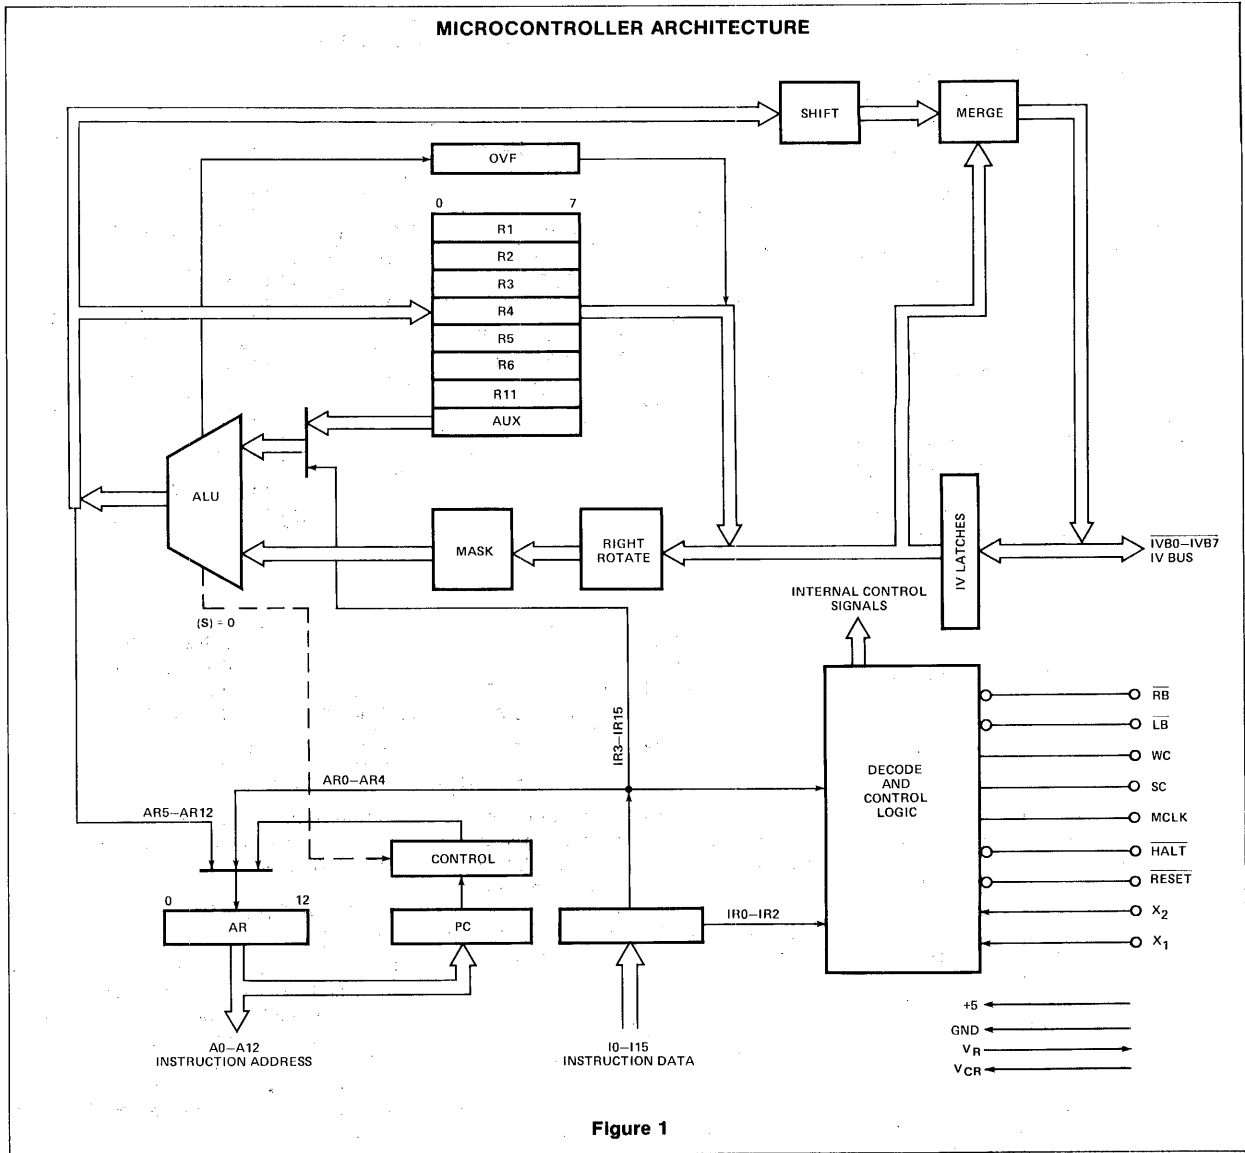 MICROCONTROLLER ARCHITECTURE
SHIFT
MERGE
OVF
0 7
R1
R2
R3
R4
R5
R6
R11
AUX
ALU
MASK
RIGHT
ROTATE
IV LATCHES
IVB0–IVB7
IV BUS
INTERNAL CONTROL
SIGNALS
(S) = 0
IR3–IR15
AR0–AR4
AR5–AR12
DECODE
AND
CONTROL
LOGIC
RB
LB
WC
SC
MCLK
HALT
RESET
X2
X1
CONTROL
0 12
AR
PC
IR0–IR2
+5
GND
VR
VCR
A0–A12
INSTRUCTION ADDRESS
I0–I15
INSTRUCTION DATA
Figure 1